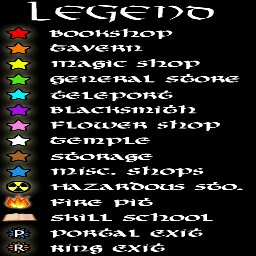 Legend
Bookshop
Tavern
Magic Shop
General Store
Teleport
Blacksmith
Flower Shop
Temple
Storage
Misc. Shops
Hazardous Sto.
Fire Pit
Skill School
P Portal Exit
R Ring Exit